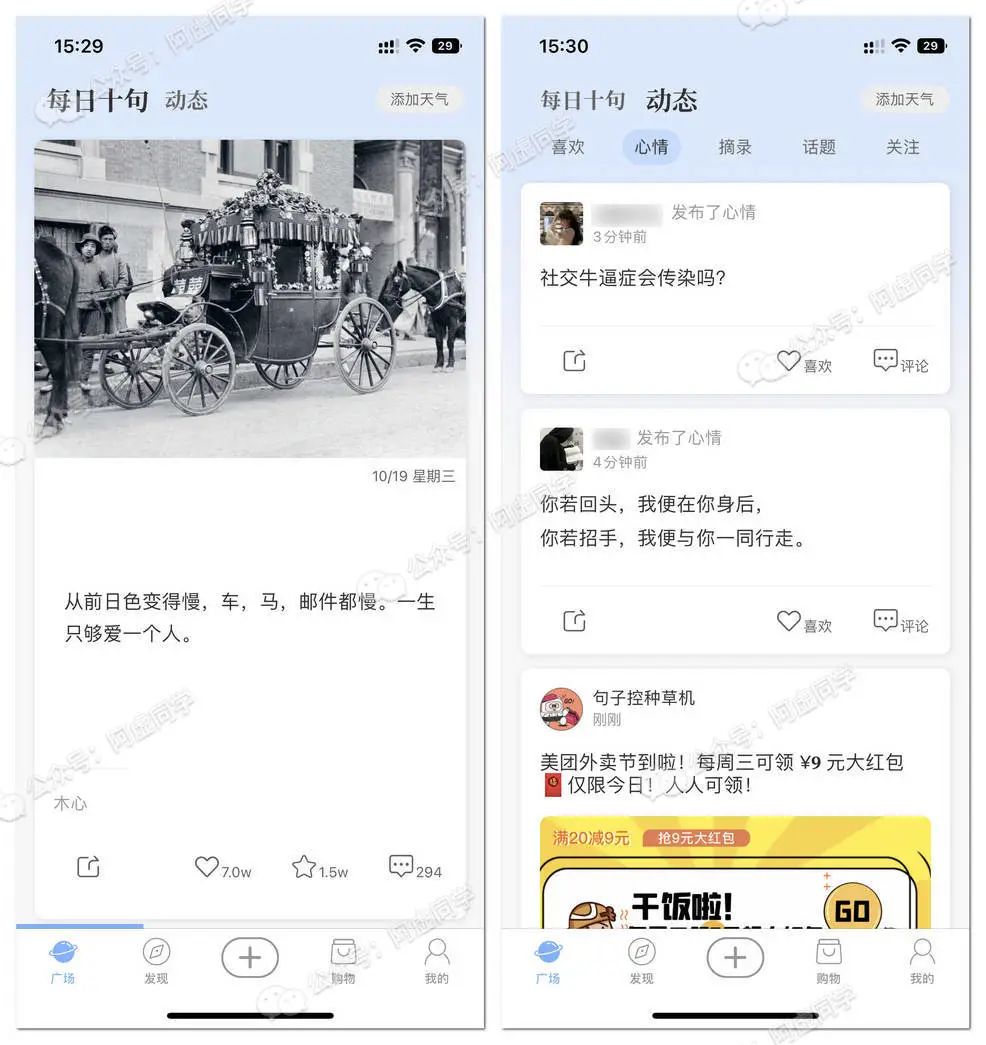 15:29
29
每日十句 动态
添加天气
10/19 星期三
从前日色变得慢，车，马，邮件都慢。一生
只够爱一个人。
木心
7.0w
1.5w
294
广场
发现
购物
我的
15:30
29
每日十句 动态
添加天气
喜欢 心情 摘录 话题 关注
发布了心情
3分钟前
社交牛逼症会传染吗？
喜欢
评论
发布了心情
4分钟前
你若回头，我便在你身后，
你若招手，我便与你一同行走。
喜欢
评论
句子控种草机
刚刚
美团外卖节到啦！每周三可领 ¥9 元大红包
仅限今日！人人可领！
满20减9元
抢9元大红包
干饭啦！
GO
广场
发现
购物
我的
公众号：阿虚同学